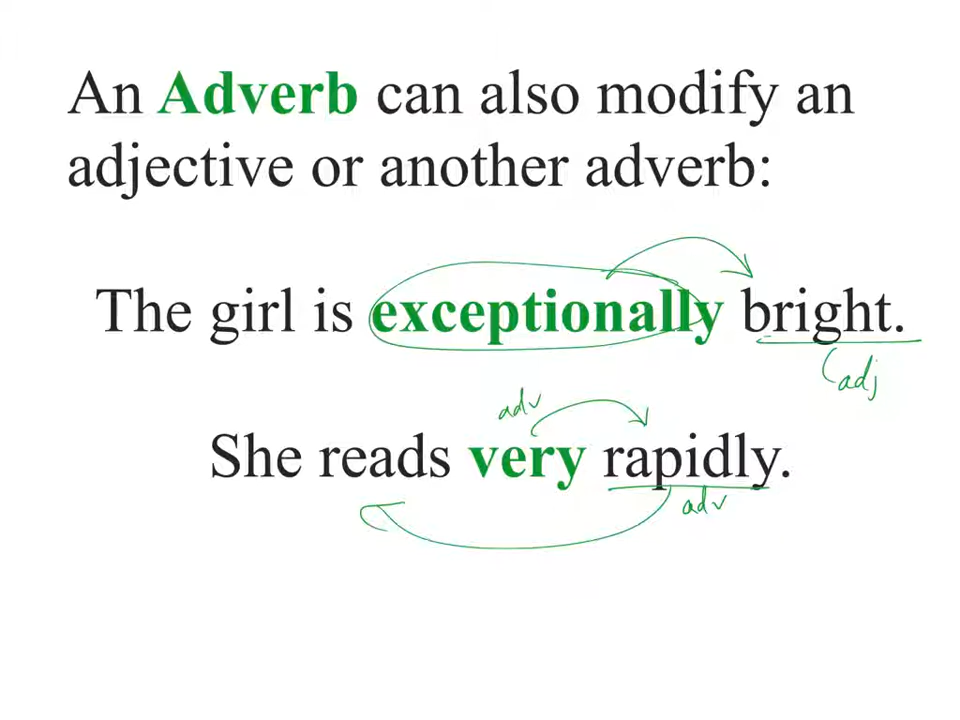 An Adverb can also modify an
adjective or another adverb:
The girl is exceptionally bright.
adj
adv
She reads very rapidly.
adv